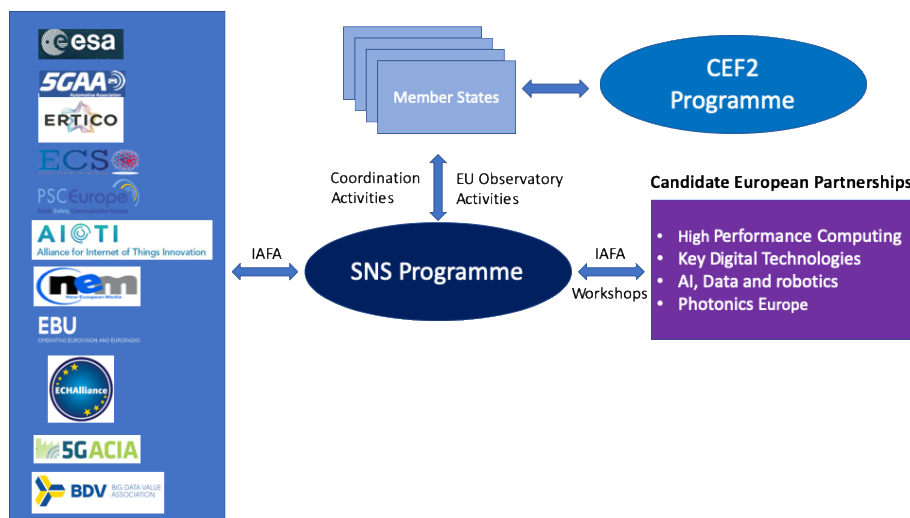 esa
5GAA
Automotive Association
ERTICO
ECS
PSCEurope
Public Safety Communication Europe
AIOTI
Alliance for Internet of Things Innovation
nem
New European Media
EBU
OPERATING EUROVISION AND EURORADIO
ECHAlliance
5GACIA
BDV
BIG DATA VALUE
ASSOCIATION
Member States
CEF2
Programme
Coordination
Activities
EU Observatory
Activities
IAFA
SNS Programme
IAFA
Workshops
Candidate European Partnerships
• High Performance Computing
• Key Digital Technologies
• AI, Data and robotics
• Photonics Europe